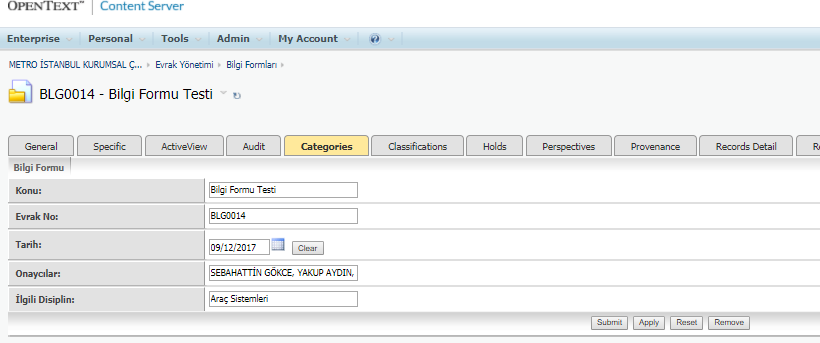 OPENTEXT™ | Content Server
Enterprise Personal Tools Admin My Account
METRO İSTANBUL KURUMSAL Ç... Evrak Yönetimi Bilgi Formları
BLG0014 - Bilgi Formu Testi
General Specific ActiveView Audit Categories Classifications Holds Perspectives Provenance Records Detail
Bilgi Formu
Konu: Bilgi Formu Testi
Evrak No: BLG0014
Tarih: 09/12/2017 Clear
Onaycılar: SEBAHATTİN GÖKCE, YAKUP AYDIN,
İlgili Disiplin: Araç Sistemleri
Submit Apply Reset Remove